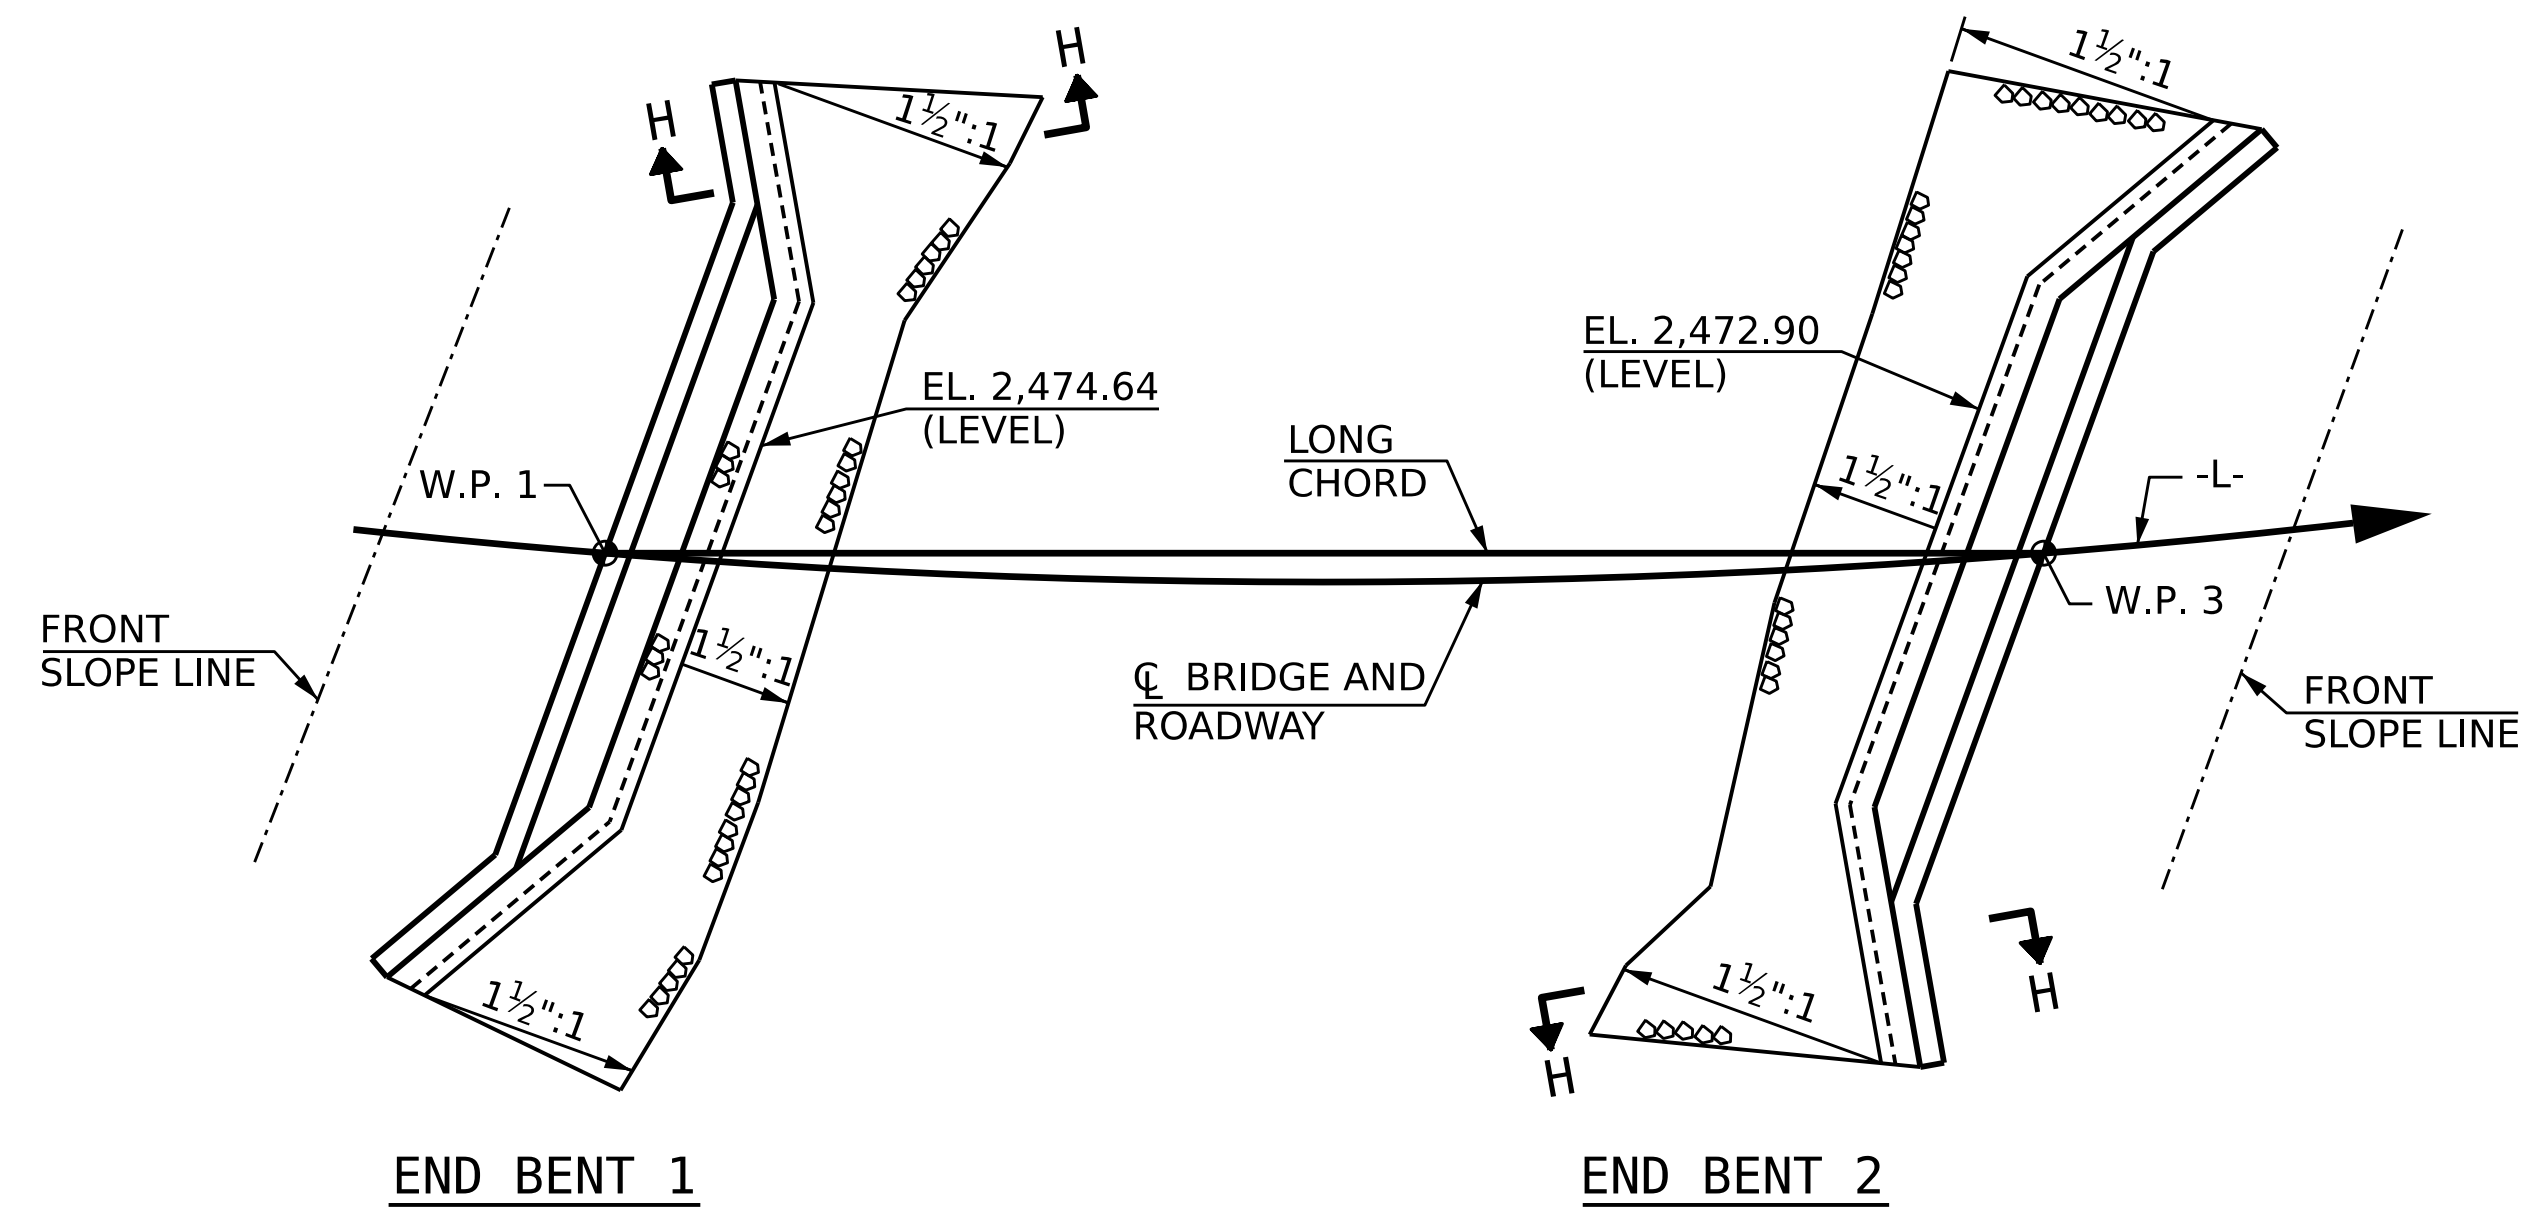 H
H
1½":1
1½":1
EL. 2,472.90
(LEVEL)
EL. 2,474.64
(LEVEL)
LONG
CHORD
W.P. 1
1½":1
-L-
W.P. 3
FRONT
SLOPE LINE
1½":1
℄ BRIDGE AND
ROADWAY
FRONT
SLOPE LINE
1½":1
1½":1
H
H
END BENT 1
END BENT 2